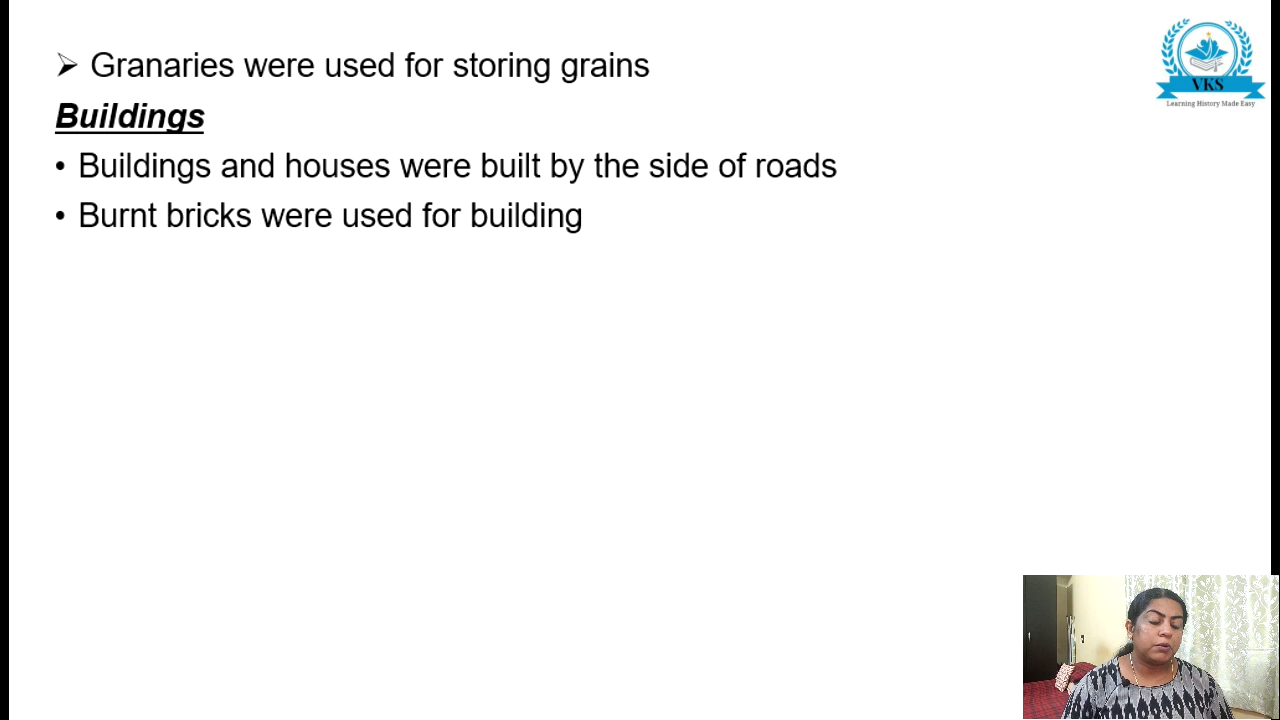 ➢ Granaries were used for storing grains
Buildings
• Buildings and houses were built by the side of roads
• Burnt bricks were used for building
VKS
Learning History Made Easy